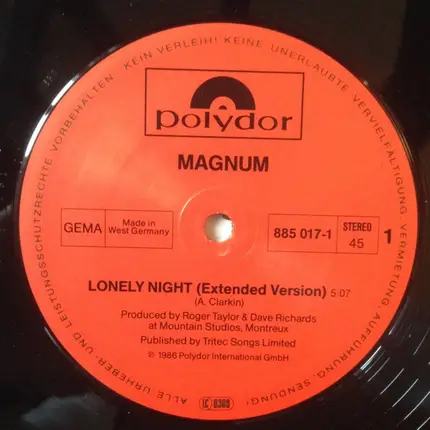 ALLE URHEBER- UND LEISTUNGSSCHUTZRECHTE VORBEHALTEN KEIN VERLEIH! KEINE UNERLAUBTE VERVIELFÄLTIGUNG, VERMIETUNG, AUFFÜHRUNG, SENDUNG!
polydor
MAGNUM
GEMA
Made in
West Germany
885 017-1
STEREO
45
1
LONELY NIGHT (Extended Version) 5 07
(A. Clarkin)
Produced by Roger Taylor & Dave Richards
at Mountain Studios, Montreux
Published by Tritec Songs Limited
℗ 1986 Polydor International GmbH
LC 0309